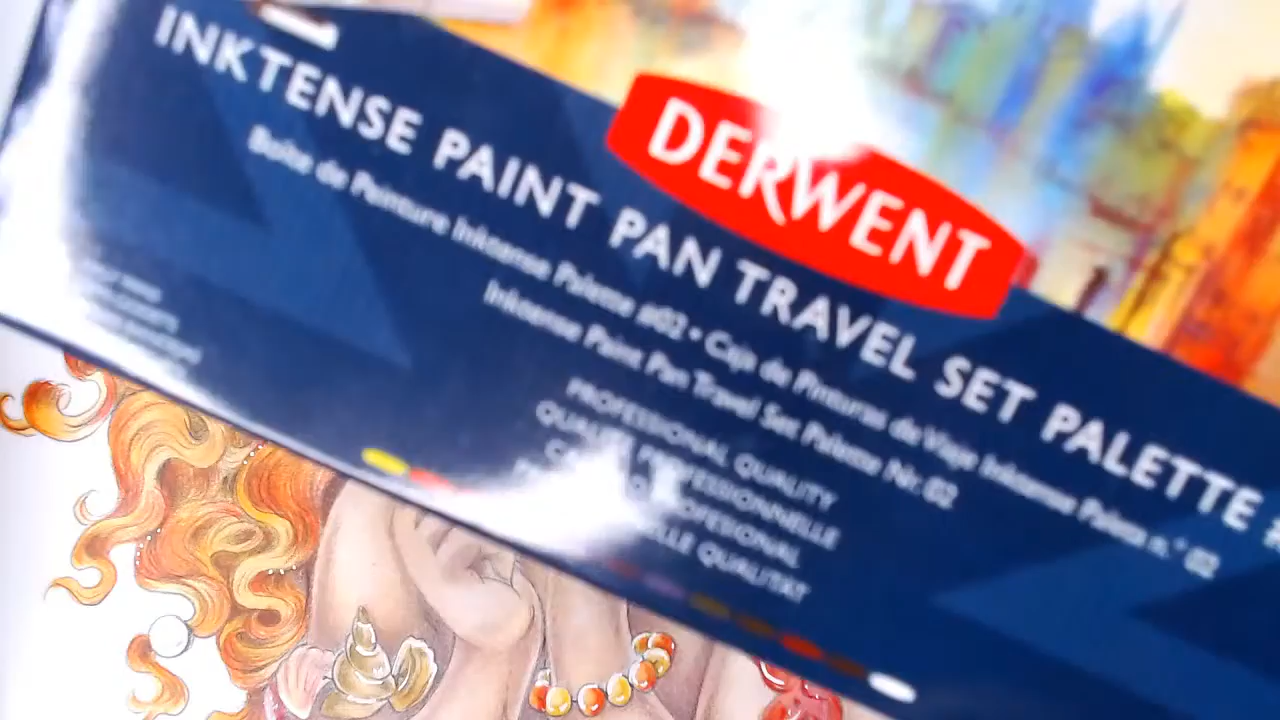 DERWENT
INKTENSE PAINT PAN TRAVEL SET PALETTE #
Boîte de Peinture Inktense Palette #02 • Caja de Pinturas de Viaje Inktense Paleta n.° 02
Inktense Paint Pan Travel Set Palette Nr. 02
PROFESSIONAL QUALITY
QUALITÉ PROFESSIONNELLE
PROFESIONAL
QUALITÄT